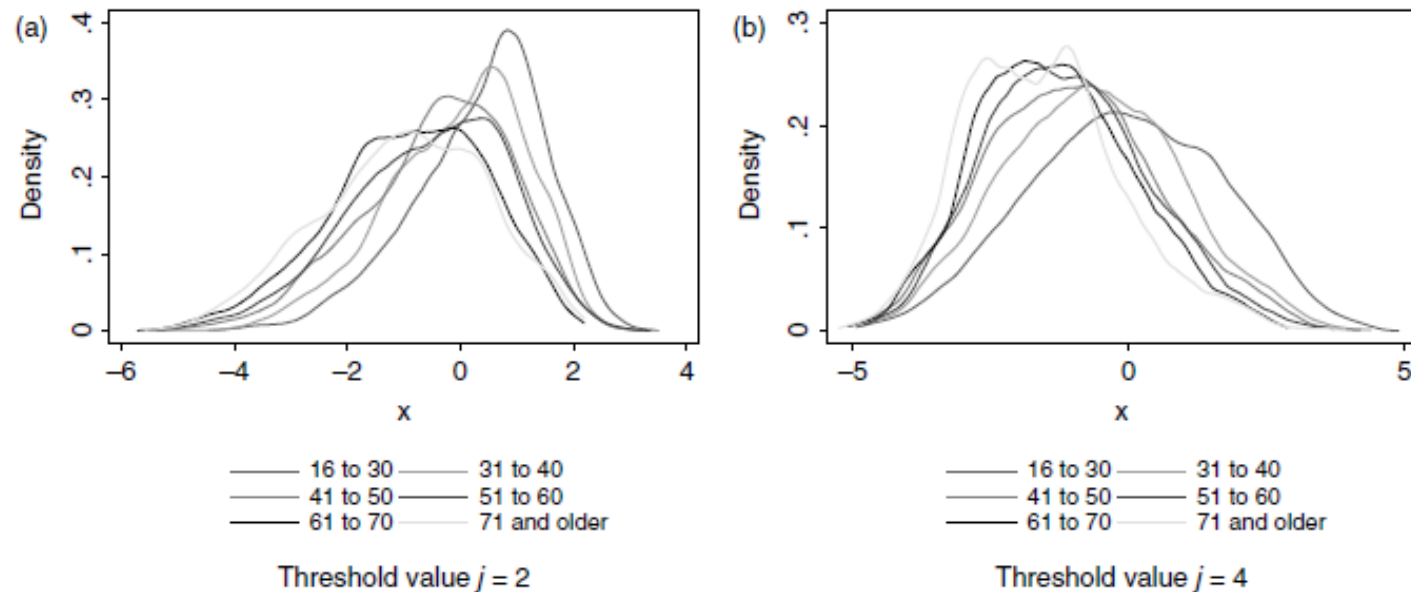 (a)
Density
.4
.3
.2
.1
0
–6 –4 –2 0 2 4
x
16 to 30 31 to 40
41 to 50 51 to 60
61 to 70 71 and older
Threshold value j = 2
(b)
Density
.3
.2
.1
0
–5 0 5
x
16 to 30 31 to 40
41 to 50 51 to 60
61 to 70 71 and older
Threshold value j = 4